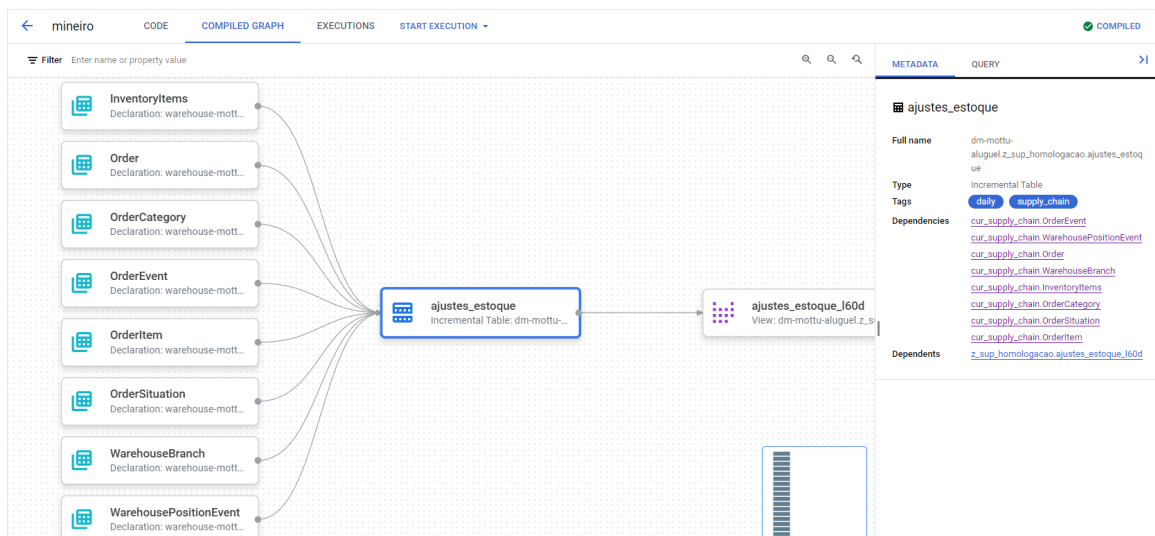 mineiro CODE COMPILED GRAPH EXECUTIONS START EXECUTION COMPILED
Filter Enter name or property value
InventoryItems
Declaration: warehouse-mott...
Order
Declaration: warehouse-mott...
OrderCategory
Declaration: warehouse-mott...
OrderEvent
Declaration: warehouse-mott...
OrderItem
Declaration: warehouse-mott...
OrderSituation
Declaration: warehouse-mott...
WarehouseBranch
Declaration: warehouse-mott...
WarehousePositionEvent
Declaration: warehouse-mott...
ajustes_estoque
Incremental Table: dm-mottu-...
ajustes_estoque_l60d
View: dm-mottu-aluguel.z_su
METADATA QUERY
ajustes_estoque
Full name dm-mottu-
aluguel.z_sup_homologacao.ajustes_estoq
ue
Type Incremental Table
Tags daily supply_chain
Dependencies cur_supply_chain.OrderEvent
cur_supply_chain.WarehousePositionEvent
cur_supply_chain.Order
cur_supply_chain.WarehouseBranch
cur_supply_chain.InventoryItems
cur_supply_chain.OrderCategory
cur_supply_chain.OrderSituation
cur_supply_chain.OrderItem
Dependents z_sup_homologacao.ajustes_estoque_l60d